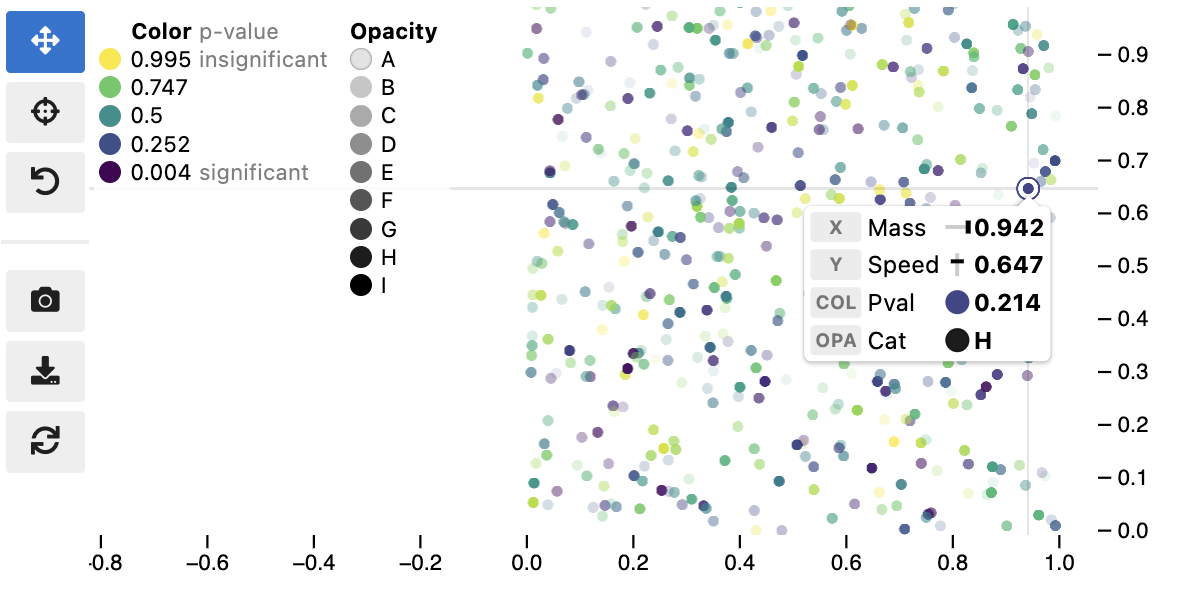 Color p-value
0.995 insignificant
0.747
0.5
0.252
0.004 significant
Opacity
A
B
C
D
E
F
G
H
I
X Mass 0.942
Y Speed 0.647
COL Pval 0.214
OPA Cat H
0.9
0.8
0.7
0.6
0.5
0.4
0.3
0.2
0.1
0.0
-0.8 −0.6 −0.4 −0.2 0.0 0.2 0.4 0.6 0.8 1.0